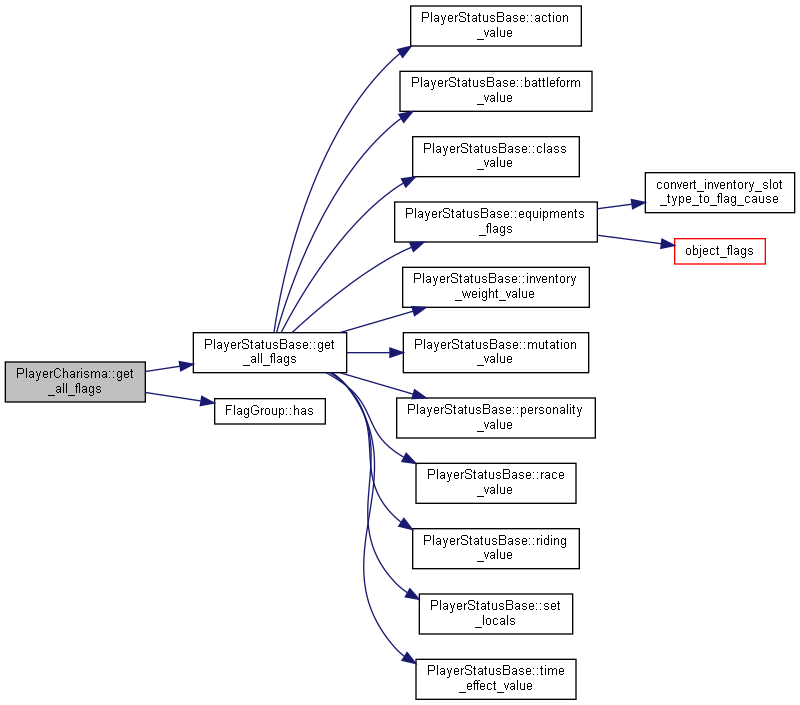 PlayerStatusBase::action
_value
PlayerStatusBase::battleform
_value
PlayerStatusBase::class
_value
PlayerStatusBase::equipments
_flags
convert_inventory_slot
_type_to_flag_cause
object_flags
PlayerStatusBase::inventory
_weight_value
PlayerStatusBase::get
_all_flags
PlayerStatusBase::mutation
_value
PlayerCharisma::get
_all_flags
FlagGroup::has
PlayerStatusBase::personality
_value
PlayerStatusBase::race
_value
PlayerStatusBase::riding
_value
PlayerStatusBase::set
_locals
PlayerStatusBase::time
_effect_value